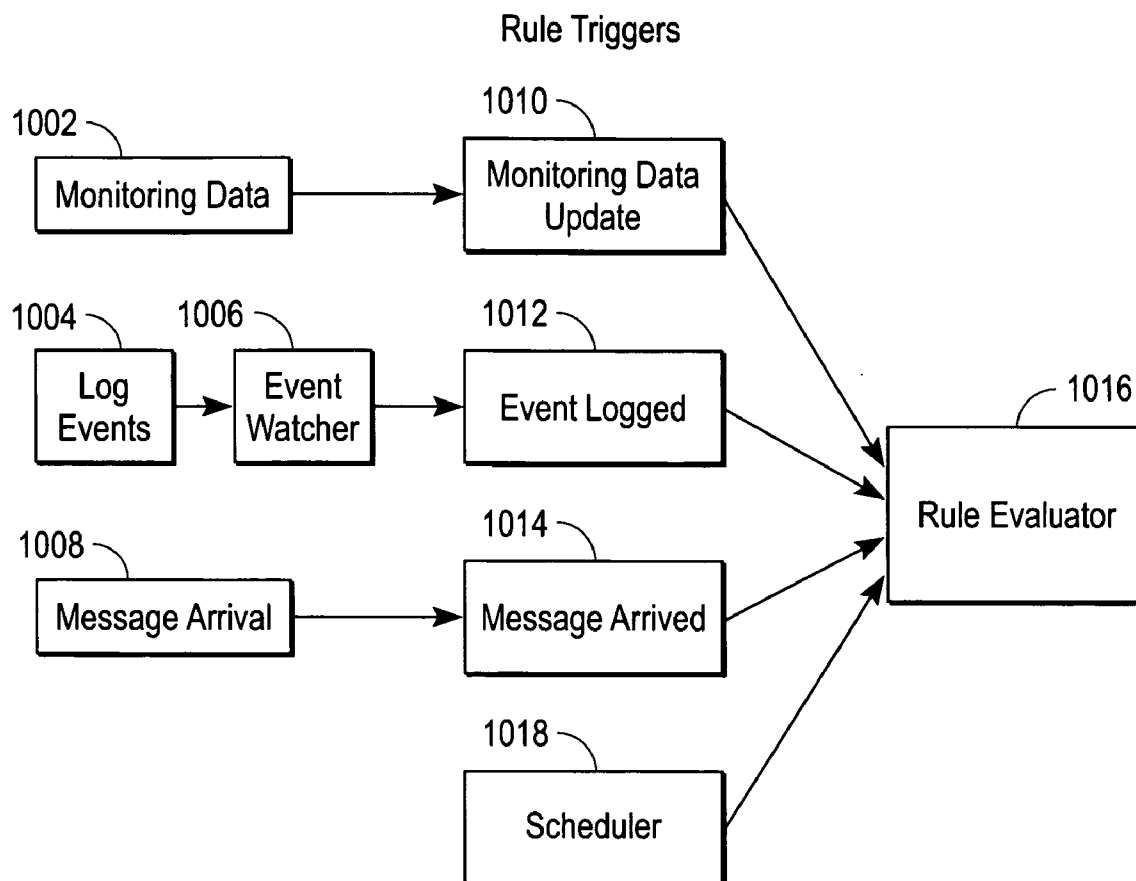 Rule Triggers
1002
1010
Monitoring Data
Monitoring Data
Update
1004
1006
1012
Log
Events
Event
Watcher
Event Logged
1016
Rule Evaluator
1008
1014
Message Arrival
Message Arrived
1018
Scheduler